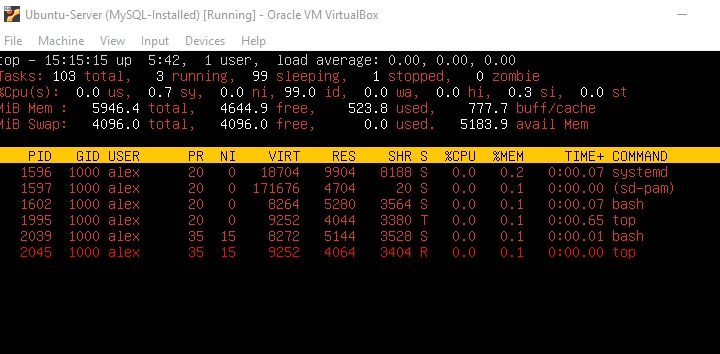 Ubuntu-Server (MySQL-Installed) [Running] - Oracle VM VirtualBox
File Machine View Input Devices Help
top - 15:15:15 up 5:42, 1 user, load average: 0.00, 0.00, 0.00
Tasks: 103 total, 3 running, 99 sleeping, 1 stopped, 0 zombie
%Cpu(s): 0.0 us, 0.7 sy, 0.0 ni, 99.0 id, 0.0 wa, 0.0 hi, 0.3 si, 0.0 st
MiB Mem : 5946.4 total, 4644.9 free, 523.8 used, 777.7 buff/cache
MiB Swap: 4096.0 total, 4096.0 free, 0.0 used. 5183.9 avail Mem
PID GID USER PR NI VIRT RES SHR S %CPU %MEM TIME+ COMMAND
1596 1000 alex 20 0 18704 9904 8188 S 0.0 0.2 0:00.07 systemd
1597 1000 alex 20 0 171676 4704 20 S 0.0 0.1 0:00.00 (sd-pam)
1602 1000 alex 20 0 8264 5280 3564 S 0.0 0.1 0:00.07 bash
1995 1000 alex 20 0 9252 4044 3380 T 0.0 0.1 0:00.65 top
2039 1000 alex 35 15 8272 5144 3528 S 0.0 0.1 0:00.01 bash
2045 1000 alex 35 15 9252 4064 3404 R 0.0 0.1 0:00.00 top